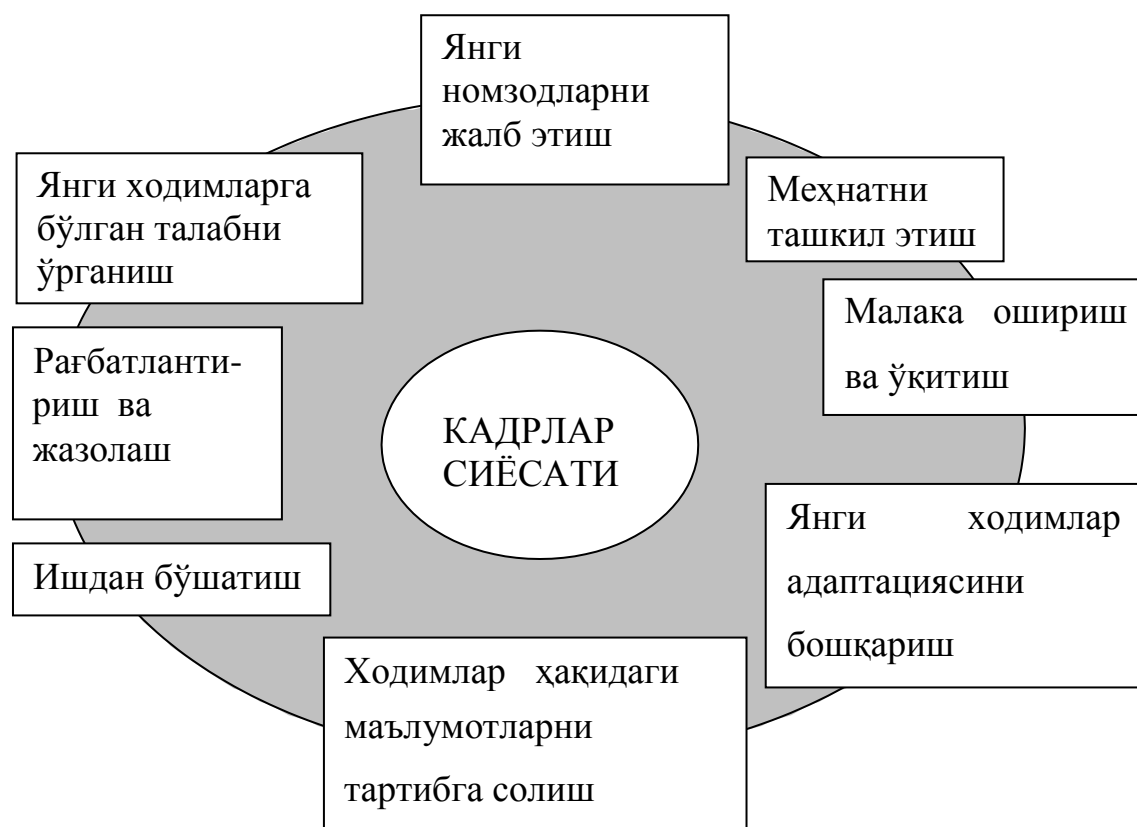 Янги
номзодларни
жалб этиш
Янги ходимларга
бўлган талабни
ўрганиш
Меҳнатни
ташкил этиш
Малака ошириш
ва ўқитиш
Рағбатланти-
риш ва
жазолаш
КАДРЛАР
СИЁСАТИ
Янги ходимлар
адаптациясини
бошқариш
Ишдан бўшатиш
Ходимлар ҳақидаги
маълумотларни
тартибга солиш